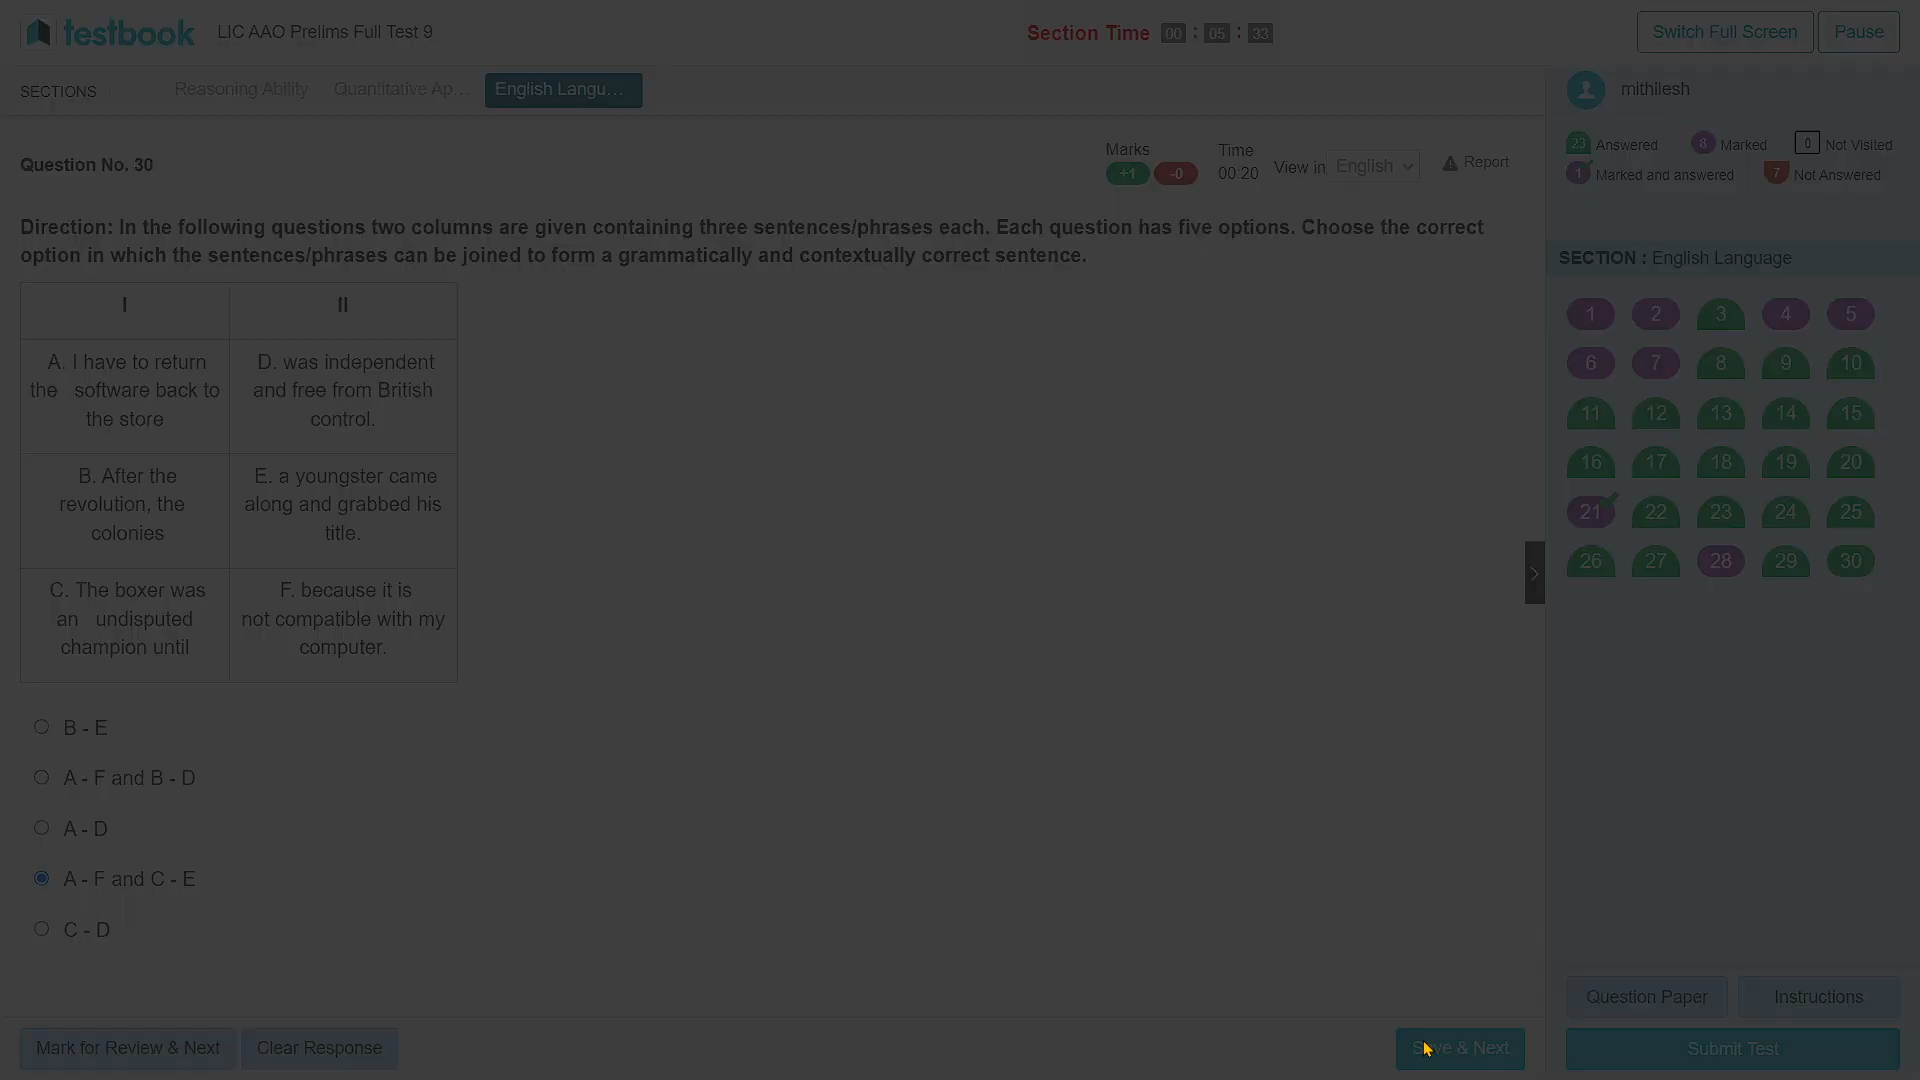 testbook LIC AAO Prelims Full Test 9 Section Time 00 : 05 : 33 Switch Full Screen Pause
SECTIONS Reasoning Ability Quantitative Ap... English Langu... mithilesh
Question No. 30 Marks +1 -0 Time 00:20 View in English Report
23 Answered 8 Marked 0 Not Visited
1 Marked and answered 7 Not Answered
Direction: In the following questions two columns are given containing three sentences/phrases each. Each question has five options. Choose the correct
option in which the sentences/phrases can be joined to form a grammatically and contextually correct sentence.
I II
A. I have to return
the software back to
the store
D. was independent
and free from British
control.
B. After the
revolution, the
colonies
E. a youngster came
along and grabbed his
title.
C. The boxer was
an undisputed
champion until
F. because it is
not compatible with my
computer.
B - E
A - F and B - D
A - D
A - F and C - E
C - D
SECTION : English Language
1 2 3 4 5
6 7 8 9 10
11 12 13 14 15
16 17 18 19 20
21 22 23 24 25
26 27 28 29 30
Question Paper Instructions
Mark for Review & Next Clear Response Save & Next Submit Test